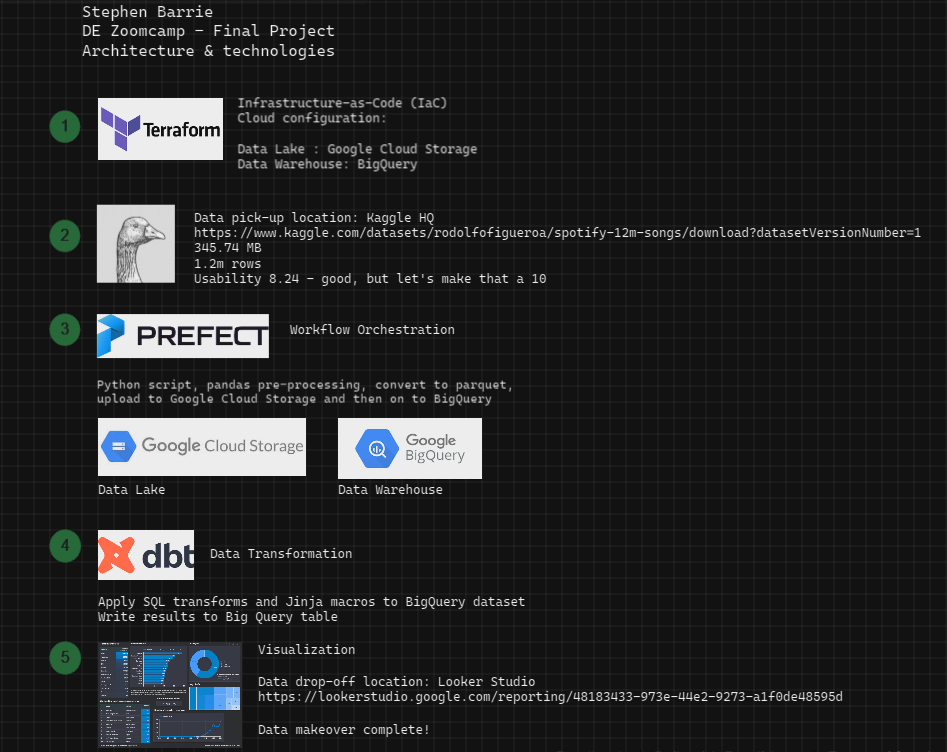 Stephen Barrie
DE Zoomcamp - Final Project
Architecture & technologies
1
Terraform
Infrastructure-as-Code (IaC)
Cloud configuration:
Data Lake : Google Cloud Storage
Data Warehouse: BigQuery
2
Data pick-up location: Kaggle HQ
https://www.kaggle.com/datasets/rodolfofigueroa/spotify-12m-songs/download?datasetVersionNumber=1
345.74 MB
1.2m rows
Usability 8.24 - good, but let's make that a 10
3
PREFECT
Workflow Orchestration
Python script, pandas pre-processing, convert to parquet,
upload to Google Cloud Storage and then on to BigQuery
Google Cloud Storage
Google
BigQuery
Data Lake
Data Warehouse
4
dbt
Data Transformation
Apply SQL transforms and Jinja macros to BigQuery dataset
Write results to Big Query table
5
Visualization
Data drop-off location: Looker Studio
https://lookerstudio.google.com/reporting/48183433-973e-44e2-9273-a1f0de48595d
Data makeover complete!